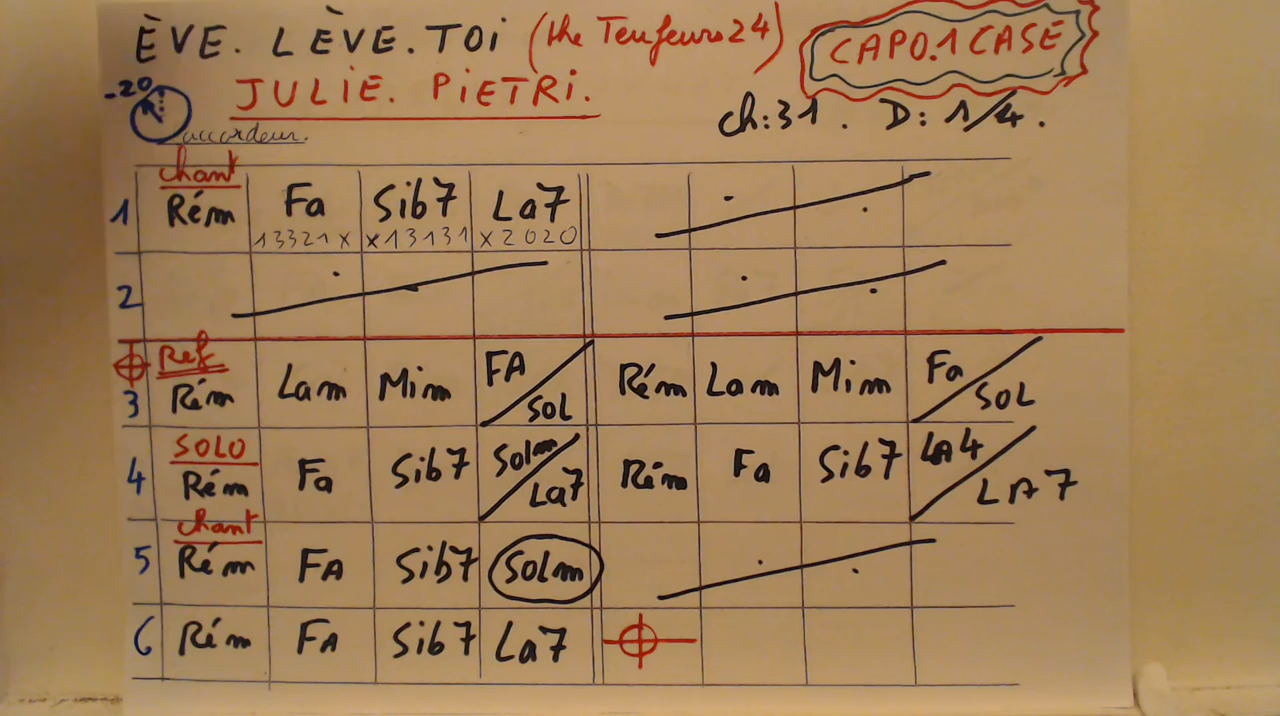 ÈVE. LÈVE. TOi (the Teufeurs24)
CAPO.1 CASE
JULIE. PiETRi.
-20
accordeur.
ch:31. D: 1/4.
chant
1 Rém Fa Sib7 La7
13321x x13131 x2020
2
Ref
3 Rém Lam Mim FA/SOL Rém Lam Mim Fa/SOL
SOLO
4 Rém Fa Sib7 Solm/La7 Rém Fa Sib7 LA4/LA7
chant
5 Rém FA Sib7 Solm
6 Rém FA Sib7 La7